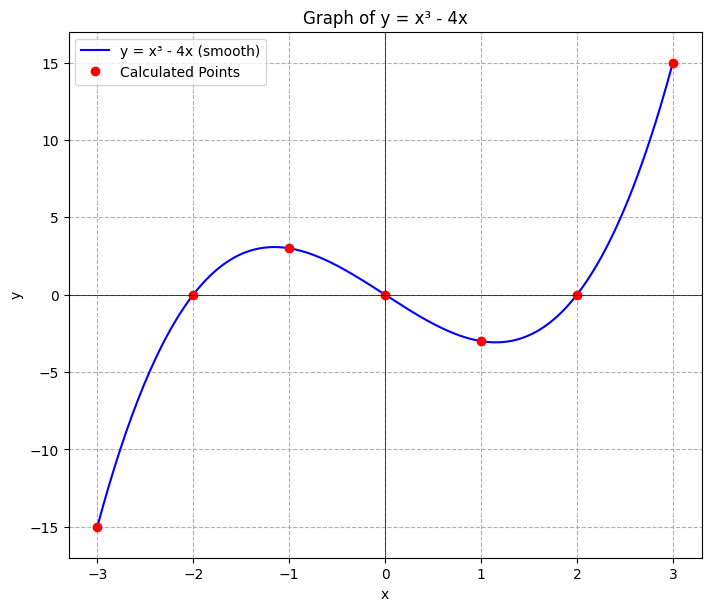 Graph of y = x³ - 4x
y = x³ - 4x (smooth)
Calculated Points
15
10
5
0
−5
−10
−15
y
−3
−2
−1
0
1
2
3
x